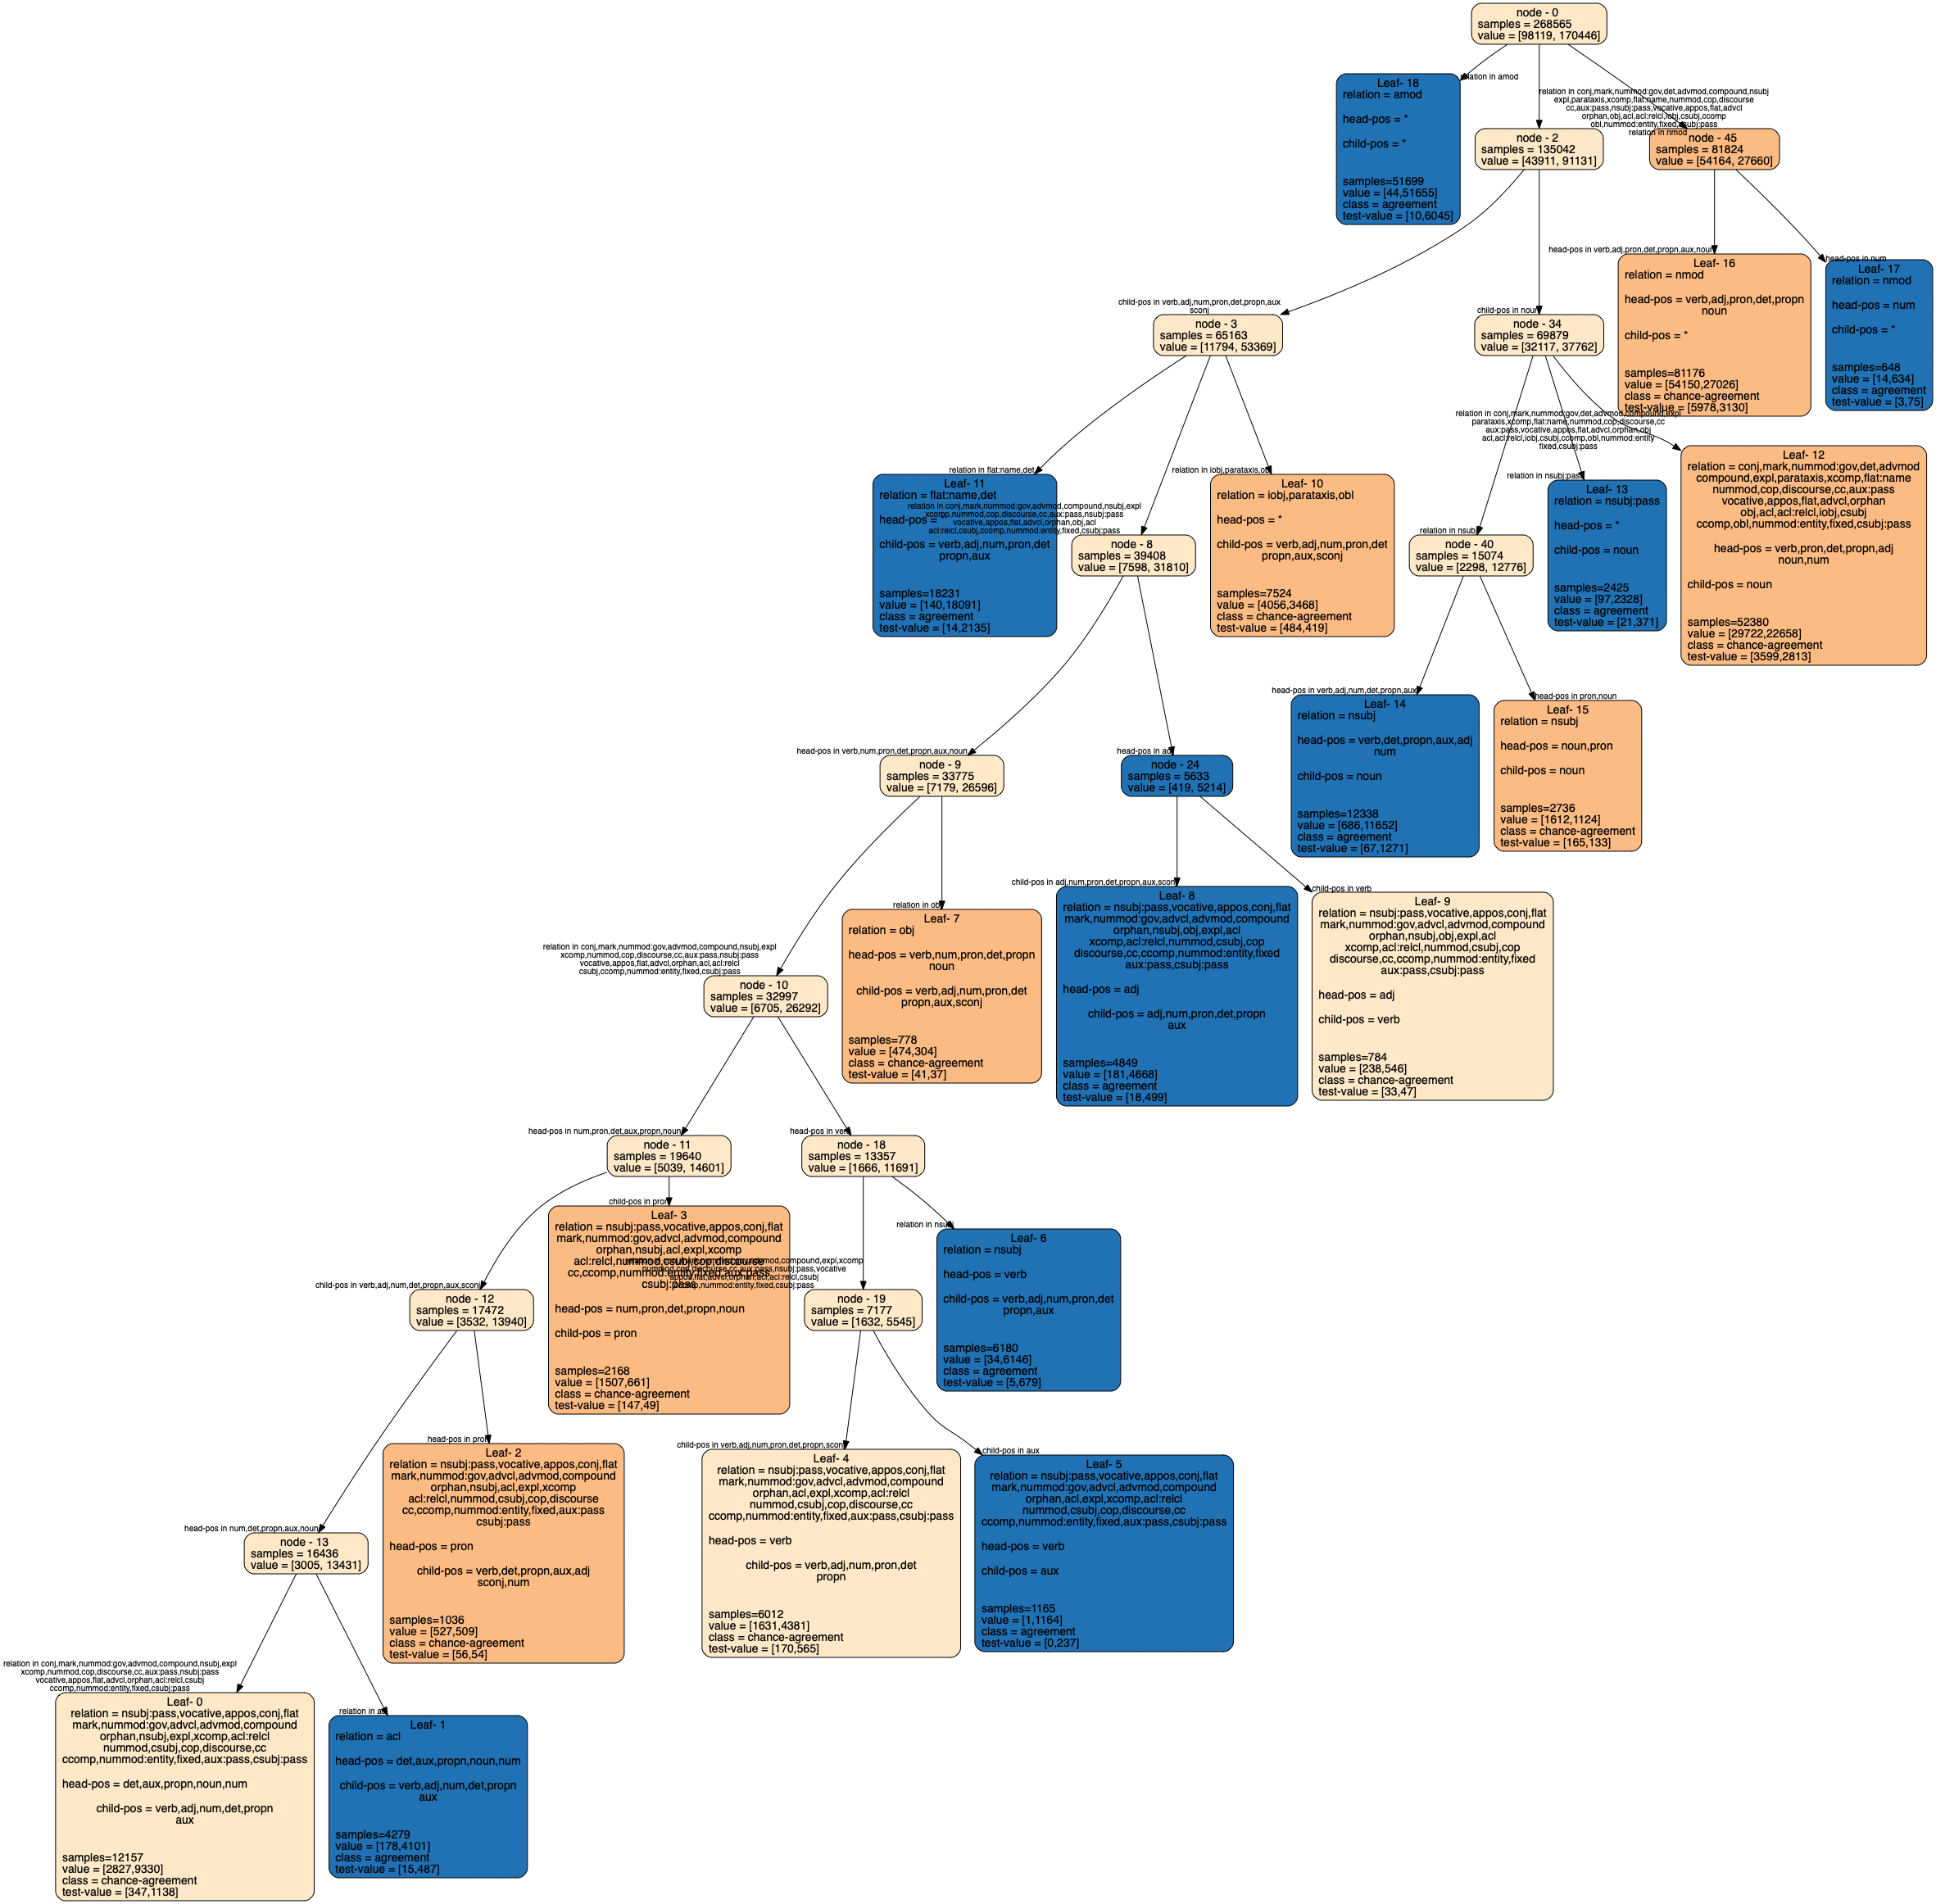 node - 0
samples = 268565
value = [98119, 170446]
relation in amod
Leaf- 18
relation = amod
head-pos = *
child-pos = *
samples=51699
value = [44,51655]
class = agreement
test-value = [10,6045]
relation in conj,mark,nummod:gov,det,advmod,compound,nsubj
expl,parataxis,xcomp,flat:name,nummod,cop,discourse
cc,aux:pass,nsubj:pass,vocative,appos,flat,advcl
orphan,obj,acl,acl:relcl,iobj,csubj,ccomp
obl,nummod:entity,fixed,csubj:pass
relation in nmod
node - 2
samples = 135042
value = [43911, 91131]
node - 45
samples = 81824
value = [54164, 27660]
head-pos in verb,adj,pron,det,propn,aux,noun
Leaf- 16
relation = nmod
head-pos = verb,adj,pron,det,propn
noun
child-pos = *
samples=81176
value = [54150,27026]
class = chance-agreement
test-value = [5978,3130]
head-pos in num
Leaf- 17
relation = nmod
head-pos = num
child-pos = *
samples=648
value = [14,634]
class = agreement
test-value = [3,75]
child-pos in verb,adj,num,pron,det,propn,aux
sconj
node - 3
samples = 65163
value = [11794, 53369]
child-pos in noun
node - 34
samples = 69879
value = [32117, 37762]
relation in conj,mark,nummod:gov,det,advmod,compound,expl
parataxis,xcomp,flat:name,nummod,cop,discourse,cc
aux:pass,vocative,appos,flat,advcl,orphan,obj
acl,acl:relcl,iobj,csubj,ccomp,obl,nummod:entity
fixed,csubj:pass
Leaf- 12
relation = conj,mark,nummod:gov,det,advmod
compound,expl,parataxis,xcomp,flat:name
nummod,cop,discourse,cc,aux:pass
vocative,appos,flat,advcl,orphan
obj,acl,acl:relcl,iobj,csubj
ccomp,obl,nummod:entity,fixed,csubj:pass
head-pos = verb,pron,det,propn,adj
noun,num
child-pos = noun
samples=52380
value = [29722,22658]
class = chance-agreement
test-value = [3599,2813]
relation in nsubj:pass
Leaf- 13
relation = nsubj:pass
head-pos = *
child-pos = noun
samples=2425
value = [97,2328]
class = agreement
test-value = [21,371]
relation in flat:name,det
Leaf- 11
relation = flat:name,det
head-pos = *
child-pos = verb,adj,num,pron,det
propn,aux
samples=18231
value = [140,18091]
class = agreement
test-value = [14,2135]
relation in conj,mark,nummod:gov,advmod,compound,nsubj,expl
xcomp,nummod,cop,discourse,cc,aux:pass,nsubj:pass
vocative,appos,flat,advcl,orphan,obj,acl
acl:relcl,csubj,ccomp,nummod:entity,fixed,csubj:pass
relation in iobj,parataxis,obl
Leaf- 10
relation = iobj,parataxis,obl
head-pos = *
child-pos = verb,adj,num,pron,det
propn,aux,sconj
samples=7524
value = [4056,3468]
class = chance-agreement
test-value = [484,419]
node - 8
samples = 39408
value = [7598, 31810]
relation in nsubj
node - 40
samples = 15074
value = [2298, 12776]
head-pos in verb,adj,num,det,propn,aux
Leaf- 14
relation = nsubj
head-pos = verb,det,propn,aux,adj
num
child-pos = noun
samples=12338
value = [686,11652]
class = agreement
test-value = [67,1271]
head-pos in pron,noun
Leaf- 15
relation = nsubj
head-pos = noun,pron
child-pos = noun
samples=2736
value = [1612,1124]
class = chance-agreement
test-value = [165,133]
head-pos in verb,num,pron,det,propn,aux,noun
node - 9
samples = 33775
value = [7179, 26596]
head-pos in adj
node - 24
samples = 5633
value = [419, 5214]
child-pos in adj,num,pron,det,propn,aux,sconj
Leaf- 8
relation = nsubj:pass,vocative,appos,conj,flat
mark,nummod:gov,advcl,advmod,compound
orphan,nsubj,obj,expl,acl
xcomp,acl:relcl,nummod,csubj,cop
discourse,cc,ccomp,nummod:entity,fixed
aux:pass,csubj:pass
head-pos = adj
child-pos = adj,num,pron,det,propn
aux
samples=4849
value = [181,4668]
class = agreement
test-value = [18,499]
child-pos in verb
Leaf- 9
relation = nsubj:pass,vocative,appos,conj,flat
mark,nummod:gov,advcl,advmod,compound
orphan,nsubj,obj,expl,acl
xcomp,acl:relcl,nummod,csubj,cop
discourse,cc,ccomp,nummod:entity,fixed
aux:pass,csubj:pass
head-pos = adj
child-pos = verb
samples=784
value = [238,546]
class = chance-agreement
test-value = [33,47]
relation in obj
Leaf- 7
relation = obj
head-pos = verb,num,pron,det,propn
noun
child-pos = verb,adj,num,pron,det
propn,aux,sconj
samples=778
value = [474,304]
class = chance-agreement
test-value = [41,37]
relation in conj,mark,nummod:gov,advmod,compound,nsubj,expl
xcomp,nummod,cop,discourse,cc,aux:pass,nsubj:pass
vocative,appos,flat,advcl,orphan,acl,acl:relcl
csubj,ccomp,nummod:entity,fixed,csubj:pass
node - 10
samples = 32997
value = [6705, 26292]
head-pos in num,pron,det,aux,propn,noun
node - 11
samples = 19640
value = [5039, 14601]
head-pos in verb
node - 18
samples = 13357
value = [1666, 11691]
child-pos in pron
Leaf- 3
relation = nsubj:pass,vocative,appos,conj,flat
mark,nummod:gov,advcl,advmod,compound
orphan,nsubj,acl,expl,xcomp
acl:relcl,nummod,csubj,cop,discourse
cc,ccomp,nummod:entity,fixed,aux:pass
csubj:pass
head-pos = num,pron,det,propn,noun
child-pos = pron
samples=2168
value = [1507,661]
class = chance-agreement
test-value = [147,49]
relation in nsubj
Leaf- 6
relation = nsubj
head-pos = verb
child-pos = verb,adj,num,pron,det
propn,aux
samples=6180
value = [34,6146]
class = agreement
test-value = [5,679]
child-pos in verb,adj,num,det,propn,aux,sconj
node - 12
samples = 17472
value = [3532, 13940]
node - 19
samples = 7177
value = [1632, 5545]
head-pos in pron
Leaf- 2
relation = nsubj:pass,vocative,appos,conj,flat
mark,nummod:gov,advcl,advmod,compound
orphan,nsubj,acl,expl,xcomp
acl:relcl,nummod,csubj,cop,discourse
cc,ccomp,nummod:entity,fixed,aux:pass
csubj:pass
head-pos = pron
child-pos = verb,det,propn,aux,adj
sconj,num
samples=1036
value = [527,509]
class = chance-agreement
test-value = [56,54]
child-pos in verb,adj,num,pron,det,propn,sconj
Leaf- 4
relation = nsubj:pass,vocative,appos,conj,flat
mark,nummod:gov,advcl,advmod,compound
orphan,acl,expl,xcomp,acl:relcl
nummod,csubj,cop,discourse,cc
ccomp,nummod:entity,fixed,aux:pass,csubj:pass
head-pos = verb
child-pos = verb,adj,num,pron,det
propn
samples=6012
value = [1631,4381]
class = chance-agreement
test-value = [170,565]
child-pos in aux
Leaf- 5
relation = nsubj:pass,vocative,appos,conj,flat
mark,nummod:gov,advcl,advmod,compound
orphan,acl,expl,xcomp,acl:relcl
nummod,csubj,cop,discourse,cc
ccomp,nummod:entity,fixed,aux:pass,csubj:pass
head-pos = verb
child-pos = aux
samples=1165
value = [1,1164]
class = agreement
test-value = [0,237]
head-pos in num,det,propn,aux,noun
node - 13
samples = 16436
value = [3005, 13431]
relation in conj,mark,nummod:gov,advmod,compound,nsubj,expl
xcomp,nummod,cop,discourse,cc,aux:pass,nsubj:pass
vocative,appos,flat,advcl,orphan,acl:relcl,csubj
ccomp,nummod:entity,fixed,csubj:pass
Leaf- 0
relation = nsubj:pass,vocative,appos,conj,flat
mark,nummod:gov,advcl,advmod,compound
orphan,nsubj,expl,xcomp,acl:relcl
nummod,csubj,cop,discourse,cc
ccomp,nummod:entity,fixed,aux:pass,csubj:pass
head-pos = det,aux,propn,noun,num
child-pos = verb,adj,num,det,propn
aux
samples=12157
value = [2827,9330]
class = chance-agreement
test-value = [347,1138]
relation in acl
Leaf- 1
relation = acl
head-pos = det,aux,propn,noun,num
child-pos = verb,adj,num,det,propn
aux
samples=4279
value = [178,4101]
class = agreement
test-value = [15,487]